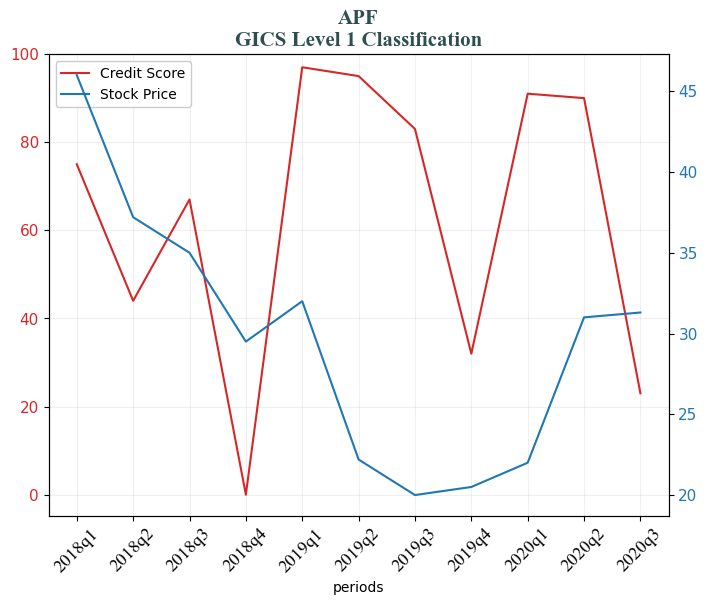 APF
GICS Level 1 Classification
Credit Score
Stock Price
100
80
60
40
20
0
45
40
35
30
25
20
2018q1
2018q2
2018q3
2018q4
2019q1
2019q2
2019q3
2019q4
2020q1
2020q2
2020q3
periods